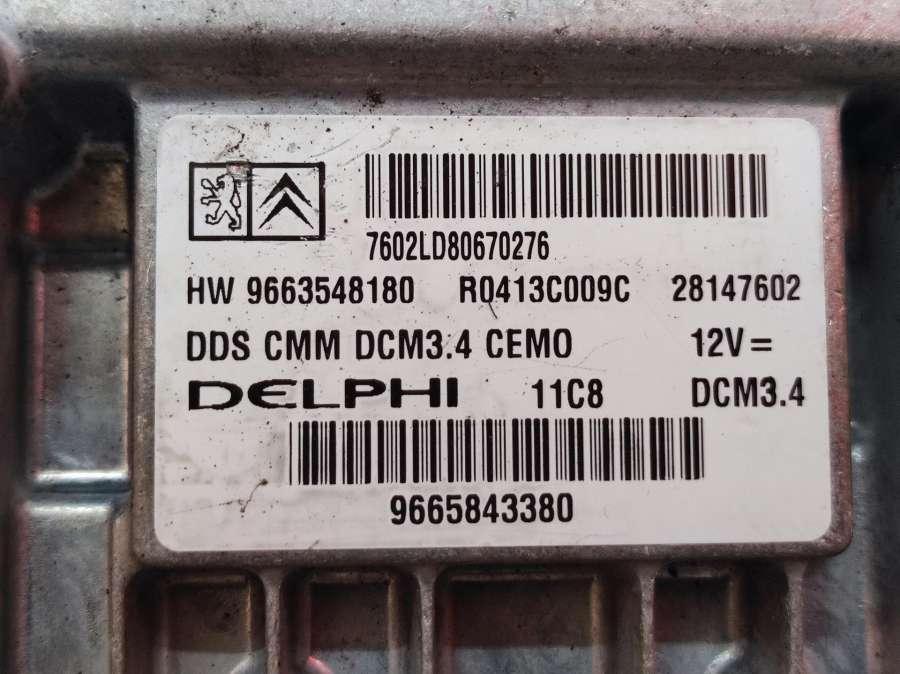 7602LD80670276
HW 9663548180 R0413C009C 28147602
DDS CMM DCM3.4 CEMO 12V=
DELPHI 11C8 DCM3.4
9665843380